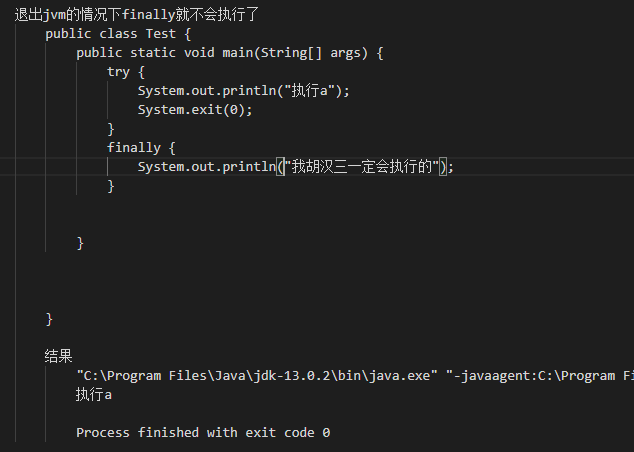 退出jvm的情况下finally就不会执行了
public class Test {
public static void main(String[] args) {
try {
System.out.println("执行a");
System.exit(0);
}
finally {
System.out.println("我胡汉三一定会执行的");
}
}
}
结果
"C:\Program Files\Java\jdk-13.0.2\bin\java.exe" "-javaagent:C:\Program Fi
执行a
Process finished with exit code 0